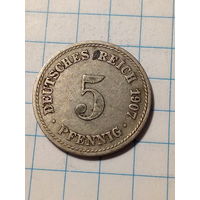 DEUTSCHES REICH 1907
5
· PFENNIG ·